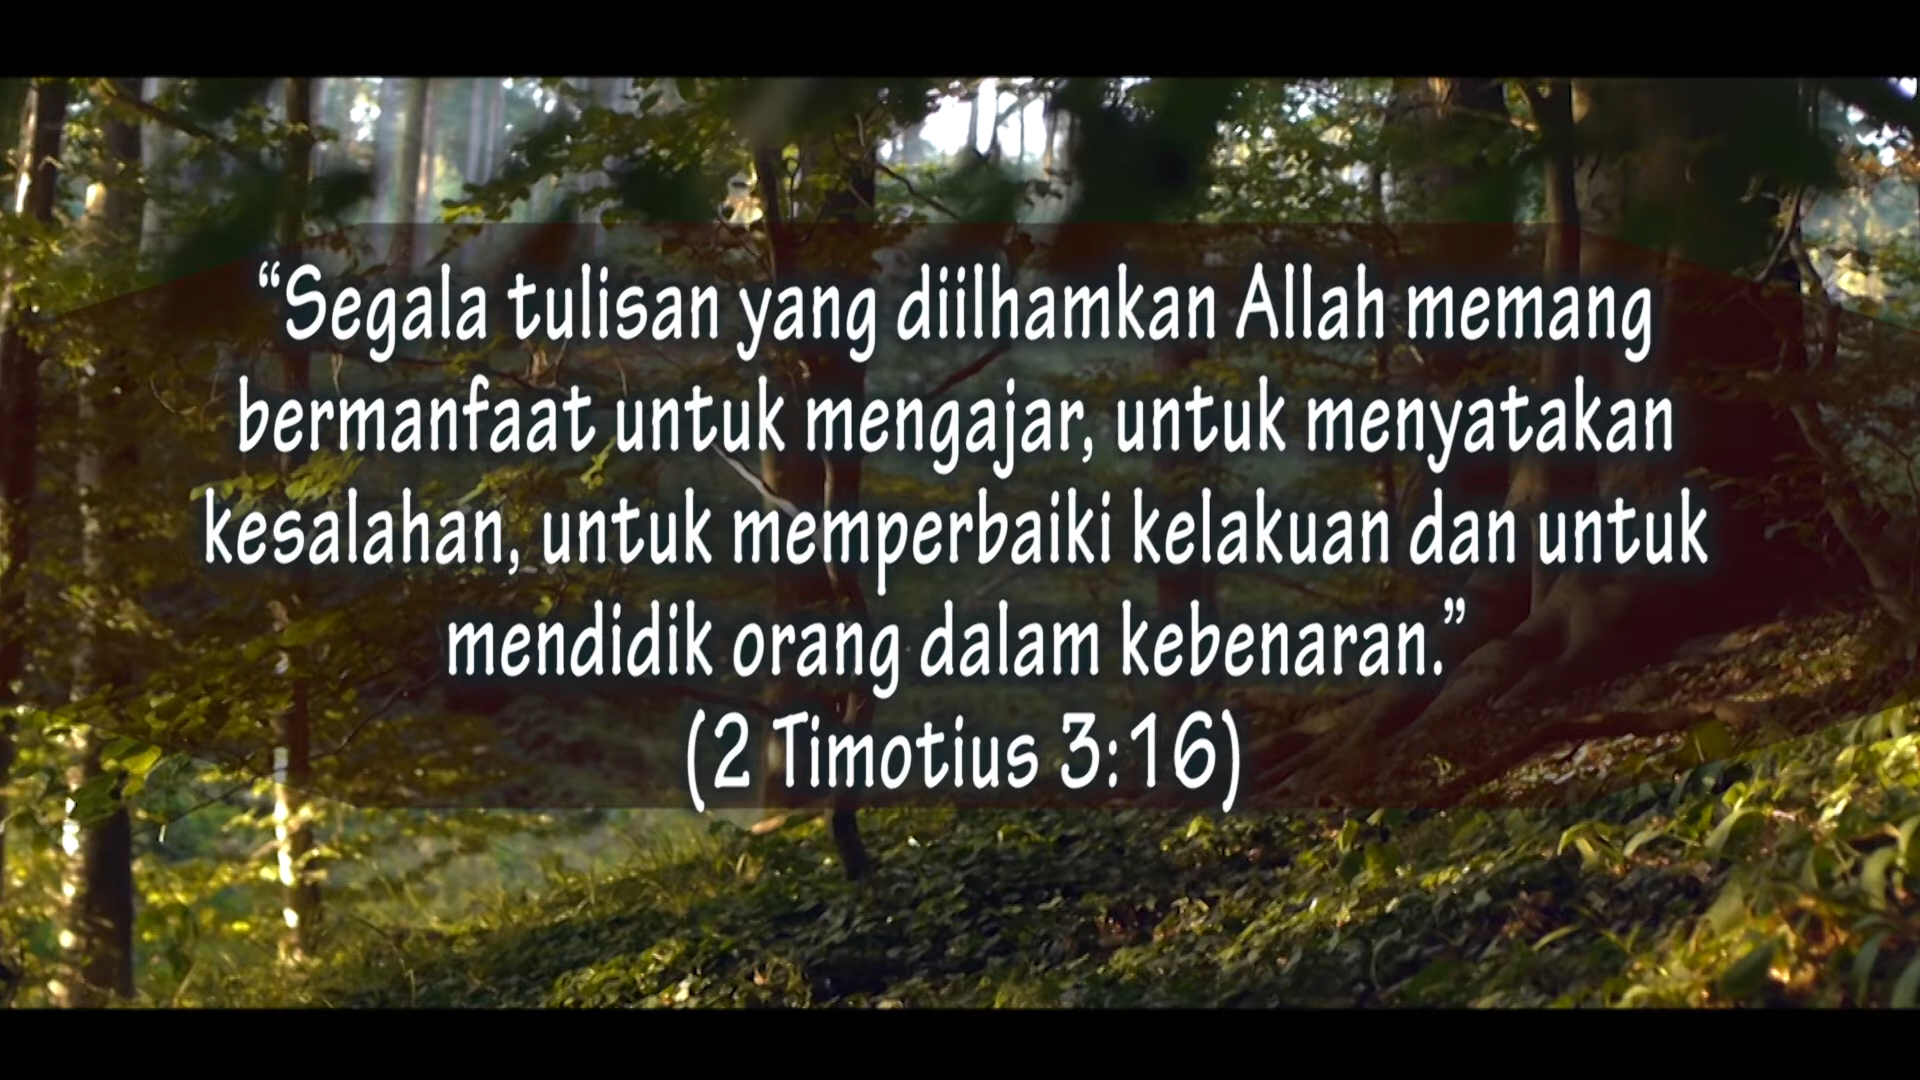 “Segala tulisan yang diilhamkan Allah memang
bermanfaat untuk mengajar, untuk menyatakan
kesalahan, untuk memperbaiki kelakuan dan untuk
mendidik orang dalam kebenaran.”
(2 Timotius 3:16)